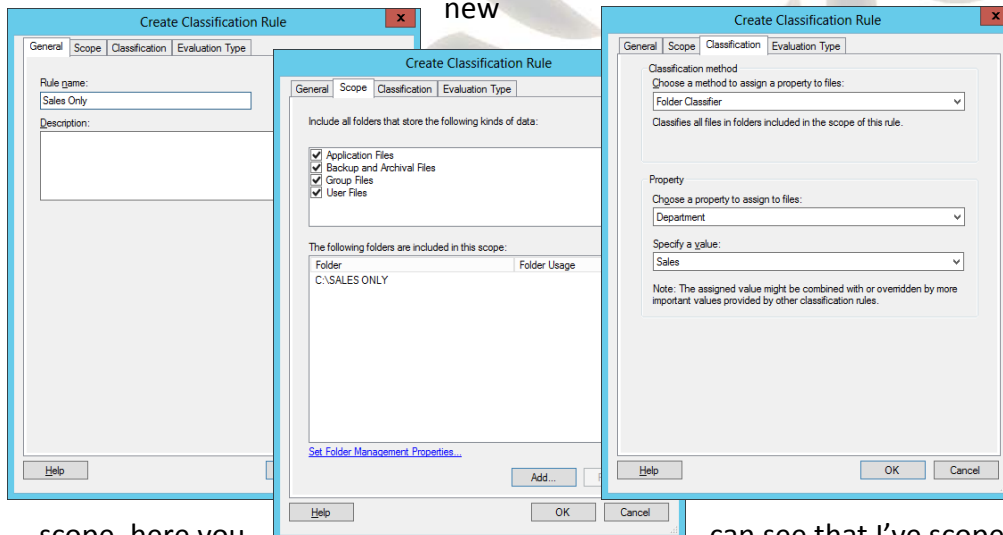 new
Create Classification Rule
x
General Scope Classification Evaluation Type
Rule name:
Sales Only
Description:
Help
Create Classification Rule
General Scope Classification Evaluation Type
Include all folders that store the following kinds of data:
Application Files
Backup and Archival Files
Group Files
User Files
The following folders are included in this scope:
Folder Folder Usage
C:\SALES ONLY
Set Folder Management Properties...
Add...
Help OK Cancel
Create Classification Rule
x
General Scope Classification Evaluation Type
Classification method
Choose a method to assign a property to files:
Folder Classifier
Classifies all files in folders included in the scope of this rule.
Property
Choose a property to assign to files:
Department
Specify a value:
Sales
Note: The assigned value might be combined with or overridden by more
important values provided by other classification rules.
Help OK Cancel
scope, here you can see that I've scope